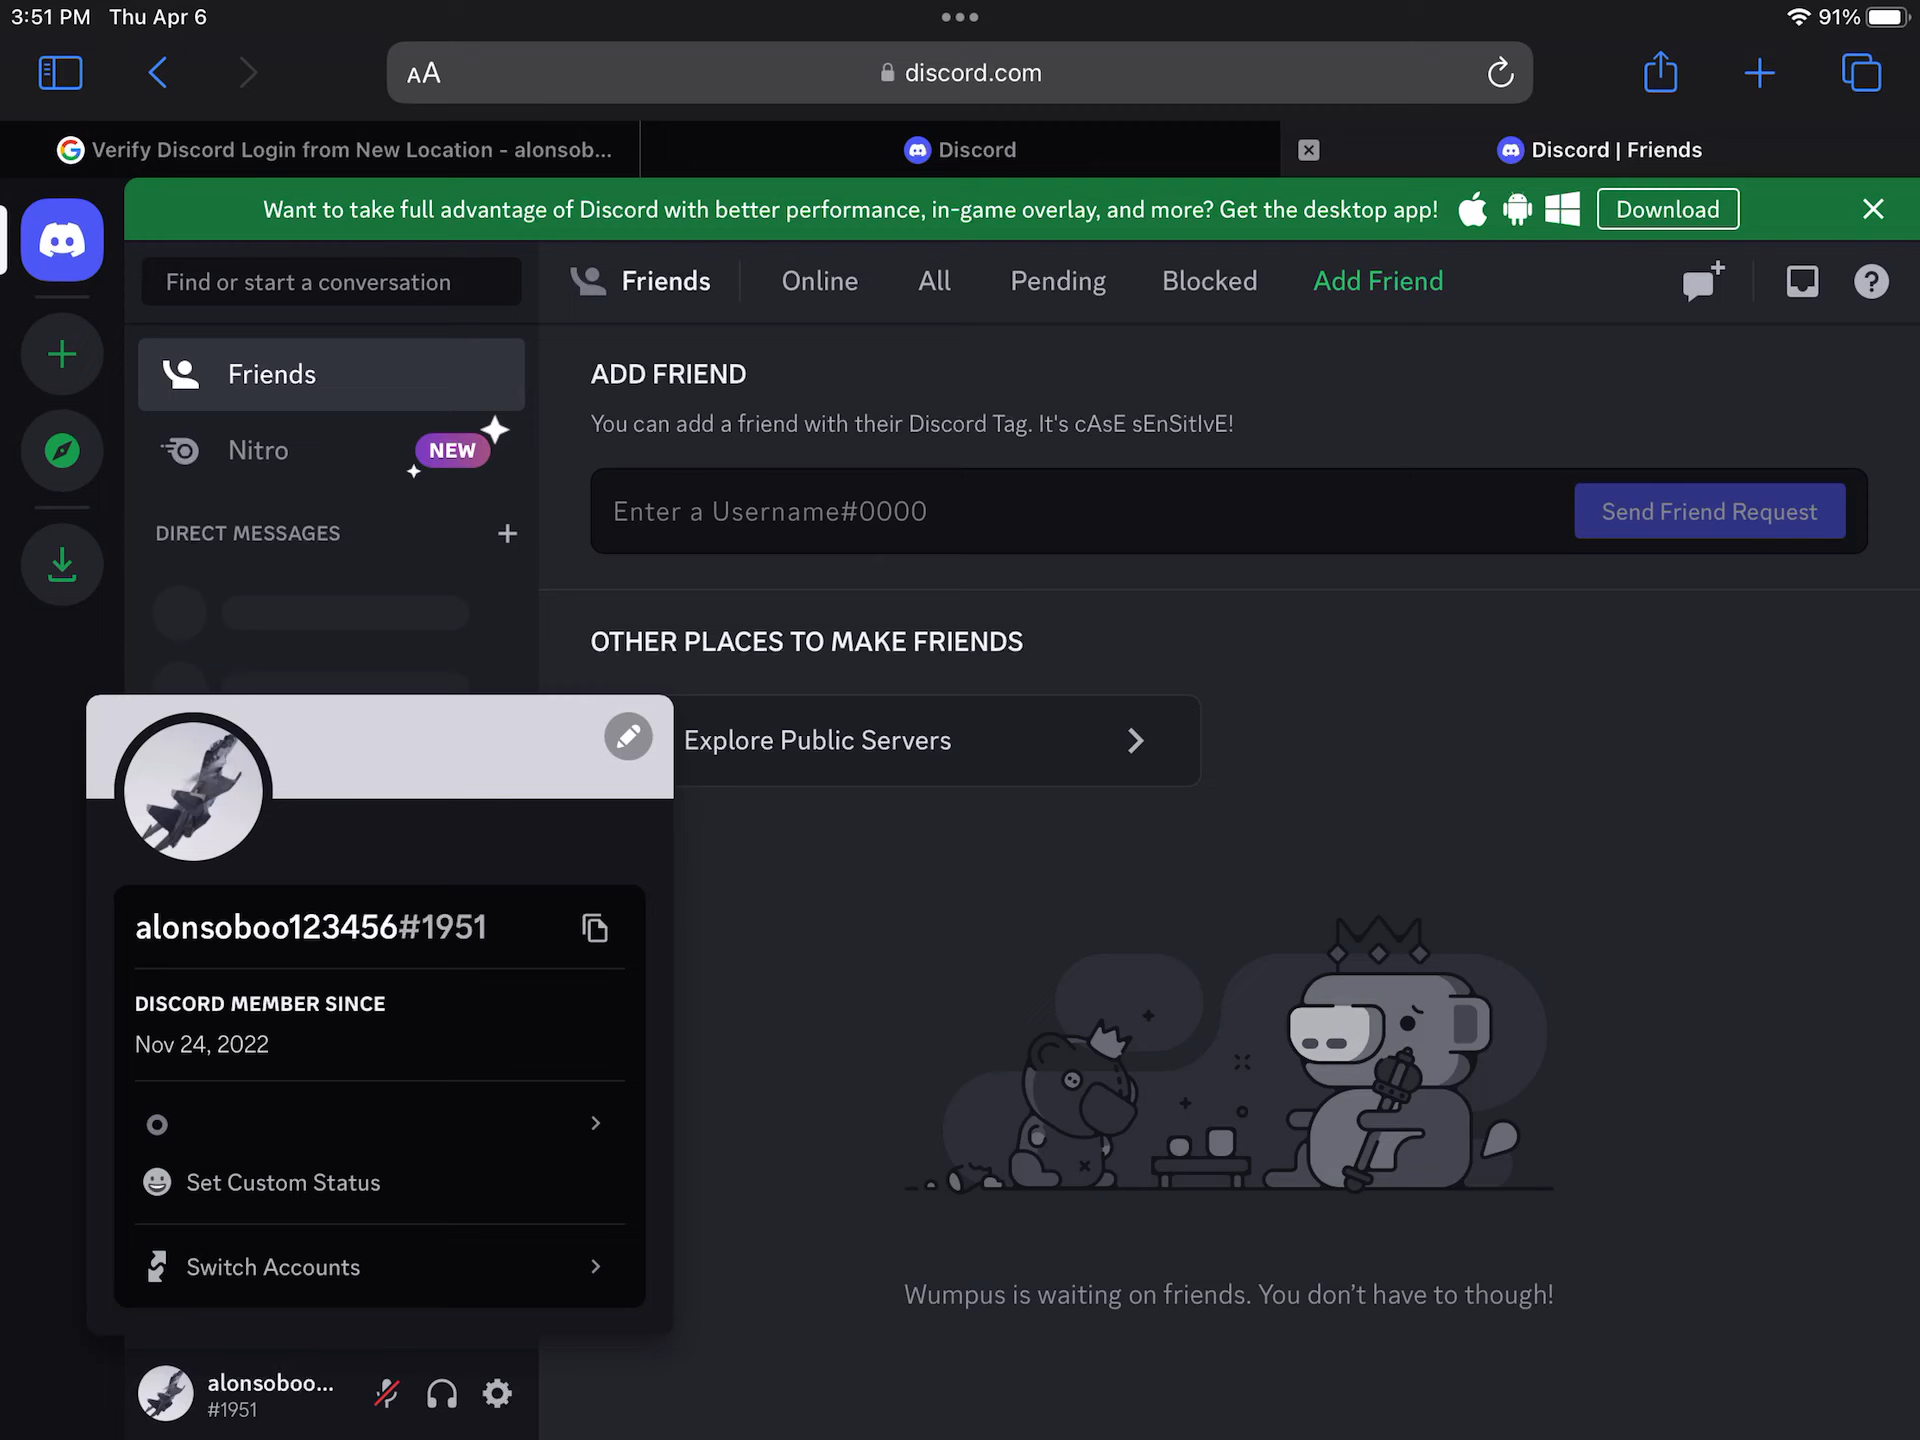 3:51 PM Thu Apr 6
91%
AA
discord.com
Verify Discord Login from New Location - alonsob...
Discord
Discord | Friends
Want to take full advantage of Discord with better performance, in-game overlay, and more? Get the desktop app!
Download
Find or start a conversation
Friends
Online
All
Pending
Blocked
Add Friend
Friends
Nitro
NEW
DIRECT MESSAGES
ADD FRIEND
You can add a friend with their Discord Tag. It's cAsE sEnSitIvE!
Enter a Username#0000
Send Friend Request
OTHER PLACES TO MAKE FRIENDS
Explore Public Servers
alonsoboo123456#1951
DISCORD MEMBER SINCE
Nov 24, 2022
Set Custom Status
Switch Accounts
Wumpus is waiting on friends. You don't have to though!
alonsoboo...
#1951